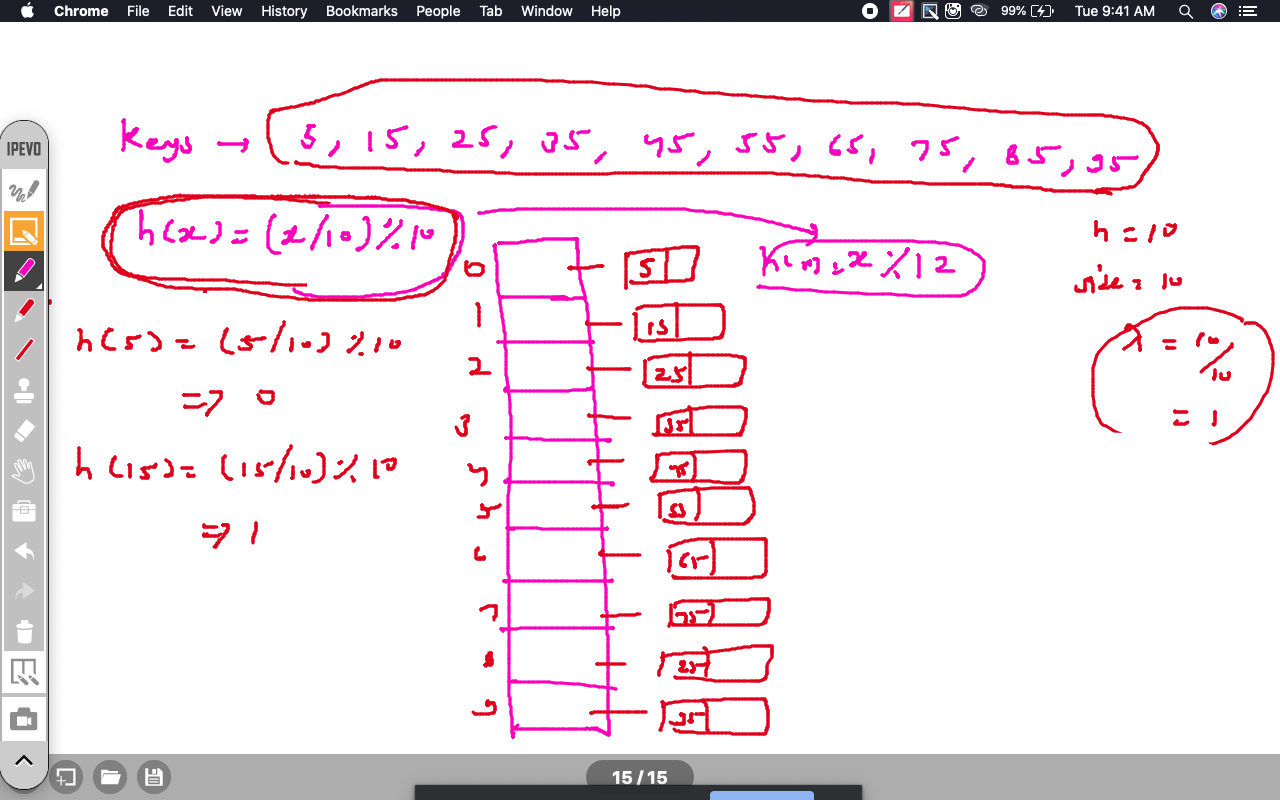 Chrome File Edit View History Bookmarks People Tab Window Help 99% Tue 9:41 AM
IPEVO
Keys → 5, 15, 25, 35, 45, 55, 65, 75, 85, 95
h(x) = (x/10) % 10
x % 12
n = 10
size = 10
λ = 10/10
= 1
h(5) = (5/10) % 10
=> 0
h(15) = (15/10) % 10
=> 1
0 5
1 15
2 25
3 35
4 45
5 55
6 65
7 75
8 85
9 95
15 / 15